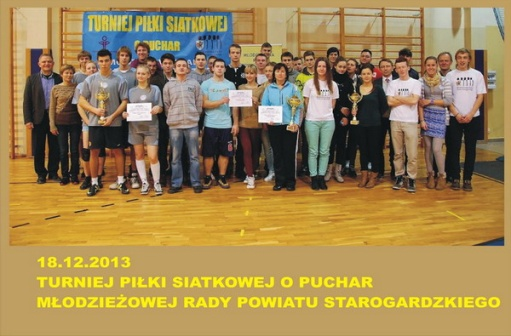 TURNIEJ PIŁKI SIATKOWEJ
O PUCHAR
18.12.2013
TURNIEJ PIŁKI SIATKOWEJ O PUCHAR
MŁODZIEŻOWEJ RADY POWIATU STAROGARDZKIEGO